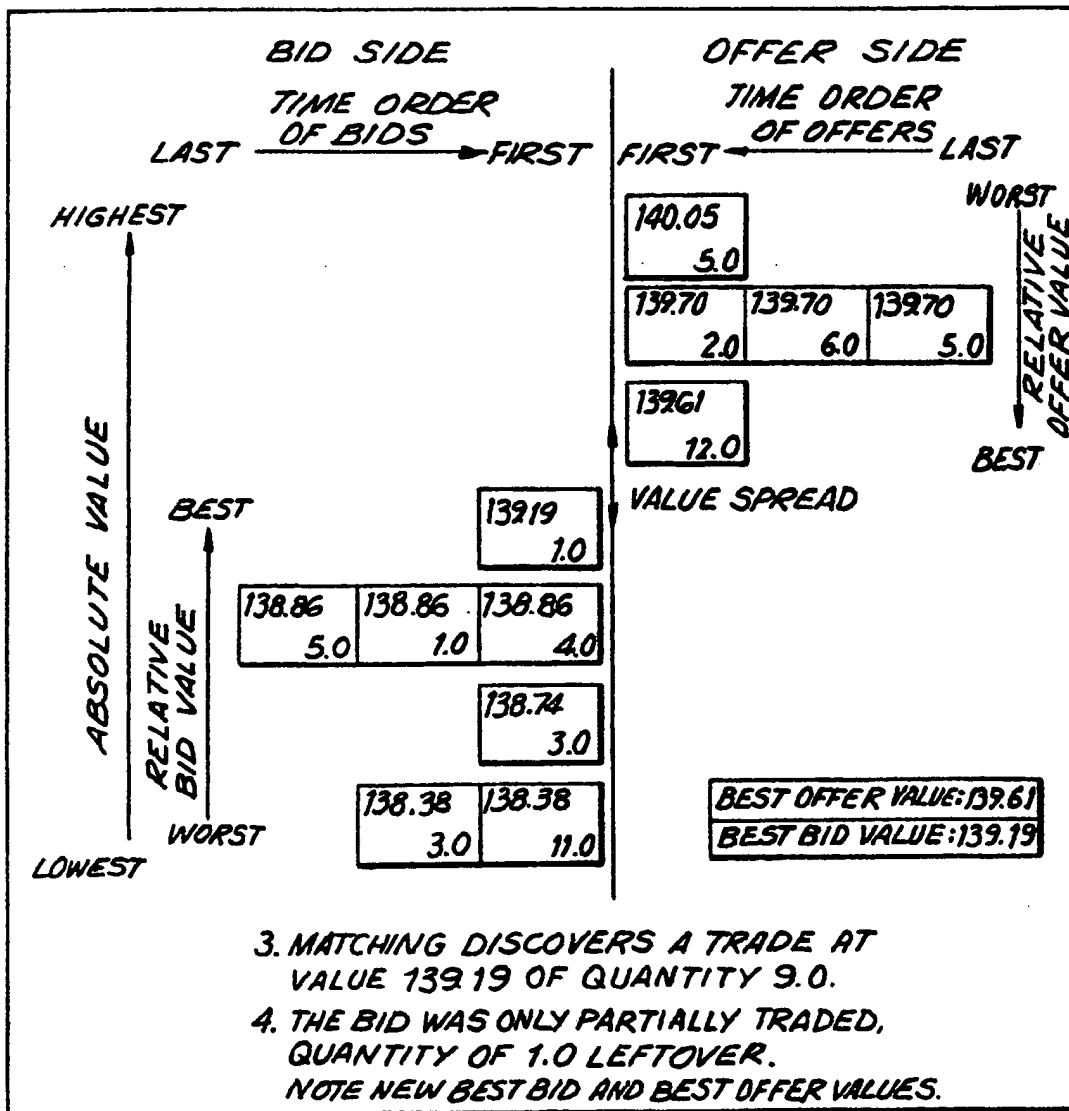 BID SIDE
OFFER SIDE
TIME ORDER
OF BIDS
TIME ORDER
OF OFFERS
LAST
FIRST
FIRST
LAST
HIGHEST
WORST
140.05
5.0
RELATIVE
OFFER VALUE
139.70 139.70 139.70
2.0 6.0 5.0
139.61
12.0
BEST
ABSOLUTE VALUE
BEST
139.19
1.0
VALUE SPREAD
RELATIVE
BID VALUE
138.86 138.86 138.86
5.0 1.0 4.0
138.74
3.0
138.38 138.38
3.0 11.0
WORST
LOWEST
BEST OFFER VALUE:139.61
BEST BID VALUE:139.19
3. MATCHING DISCOVERS A TRADE AT
VALUE 139.19 OF QUANTITY 9.0.
4. THE BID WAS ONLY PARTIALLY TRADED,
QUANTITY OF 1.0 LEFTOVER.
NOTE NEW BEST BID AND BEST OFFER VALUES.